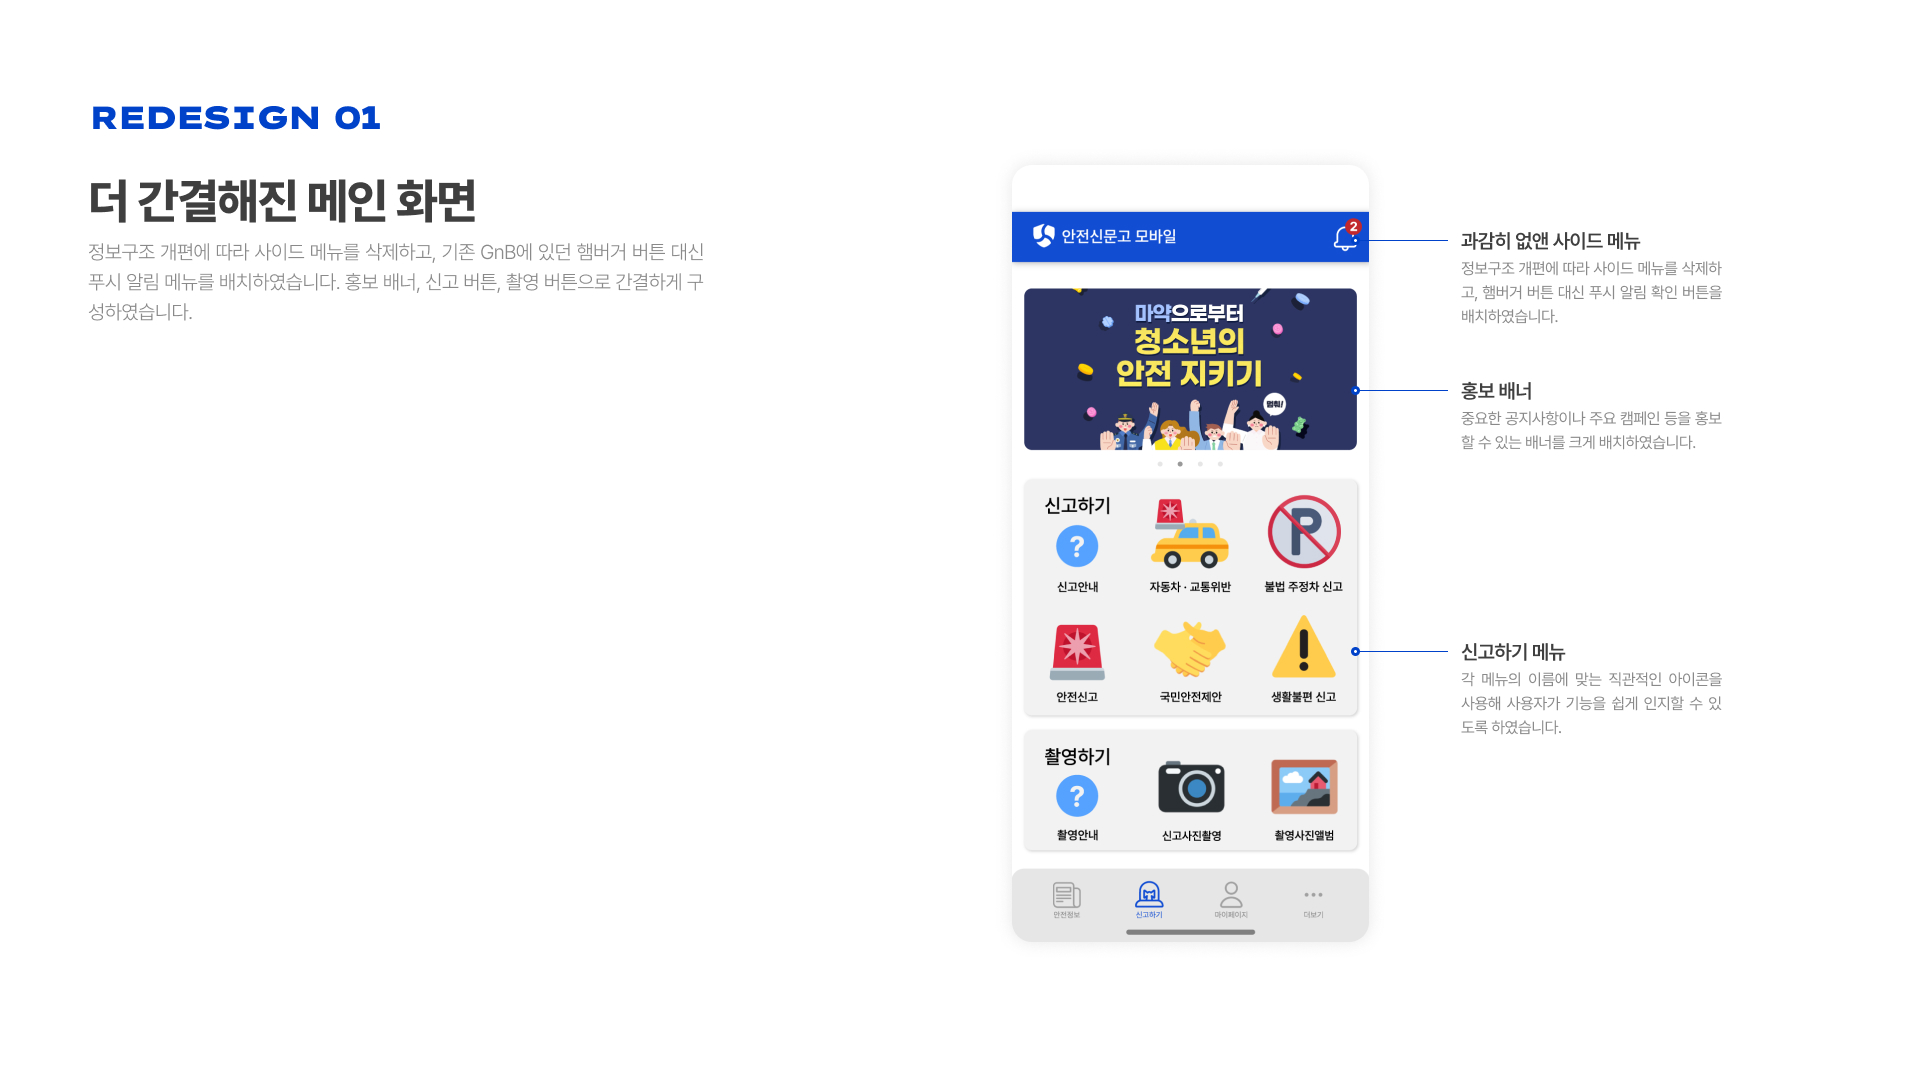 REDESIGN 01
더 간결해진 메인 화면
정보구조 개편에 따라 사이드 메뉴를 삭제하고, 기존 GnB에 있던 햄버거 버튼 대신
푸시 알림 메뉴를 배치하였습니다. 홍보 배너, 신고 버튼, 촬영 버튼으로 간결하게 구
성하였습니다.
안전신문고 모바일
2
마약으로부터
청소년의
안전 지키기
멈춰!
신고하기
?
P
신고안내
자동차 · 교통위반
불법 주정차 신고
안전신고
국민안전제안
생활불편 신고
촬영하기
?
촬영안내
신고사진촬영
촬영사진앨범
안전정보
신고하기
마이페이지
더보기
과감히 없앤 사이드 메뉴
정보구조 개편에 따라 사이드 메뉴를 삭제하
고, 햄버거 버튼 대신 푸시 알림 확인 버튼을
배치하였습니다.
홍보 배너
중요한 공지사항이나 주요 캠페인 등을 홍보
할 수 있는 배너를 크게 배치하였습니다.
신고하기 메뉴
각 메뉴의 이름에 맞는 직관적인 아이콘을
사용해 사용자가 기능을 쉽게 인지할 수 있
도록 하였습니다.